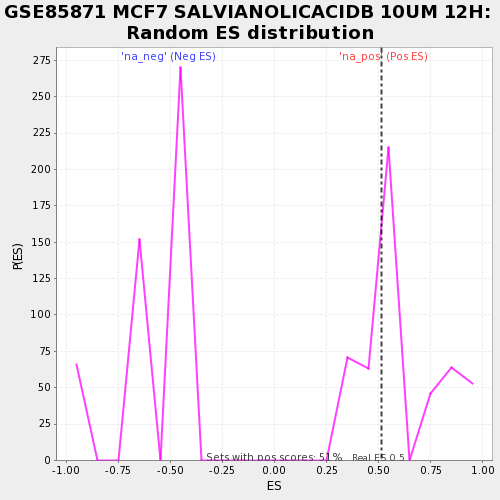 GSE85871 MCF7 SALVIANOLICACIDB 10UM 12H:
Random ES distribution
'na_neg' (Neg ES)
'na_pos' (Pos ES)
275
250
225
200
175
150
125
100
75
50
25
0
P(ES)
Sets with pos scores: 51%
Real ES 0.5
-1.00
-0.75
-0.50
-0.25
0.00
0.25
0.50
0.75
1.00
ES